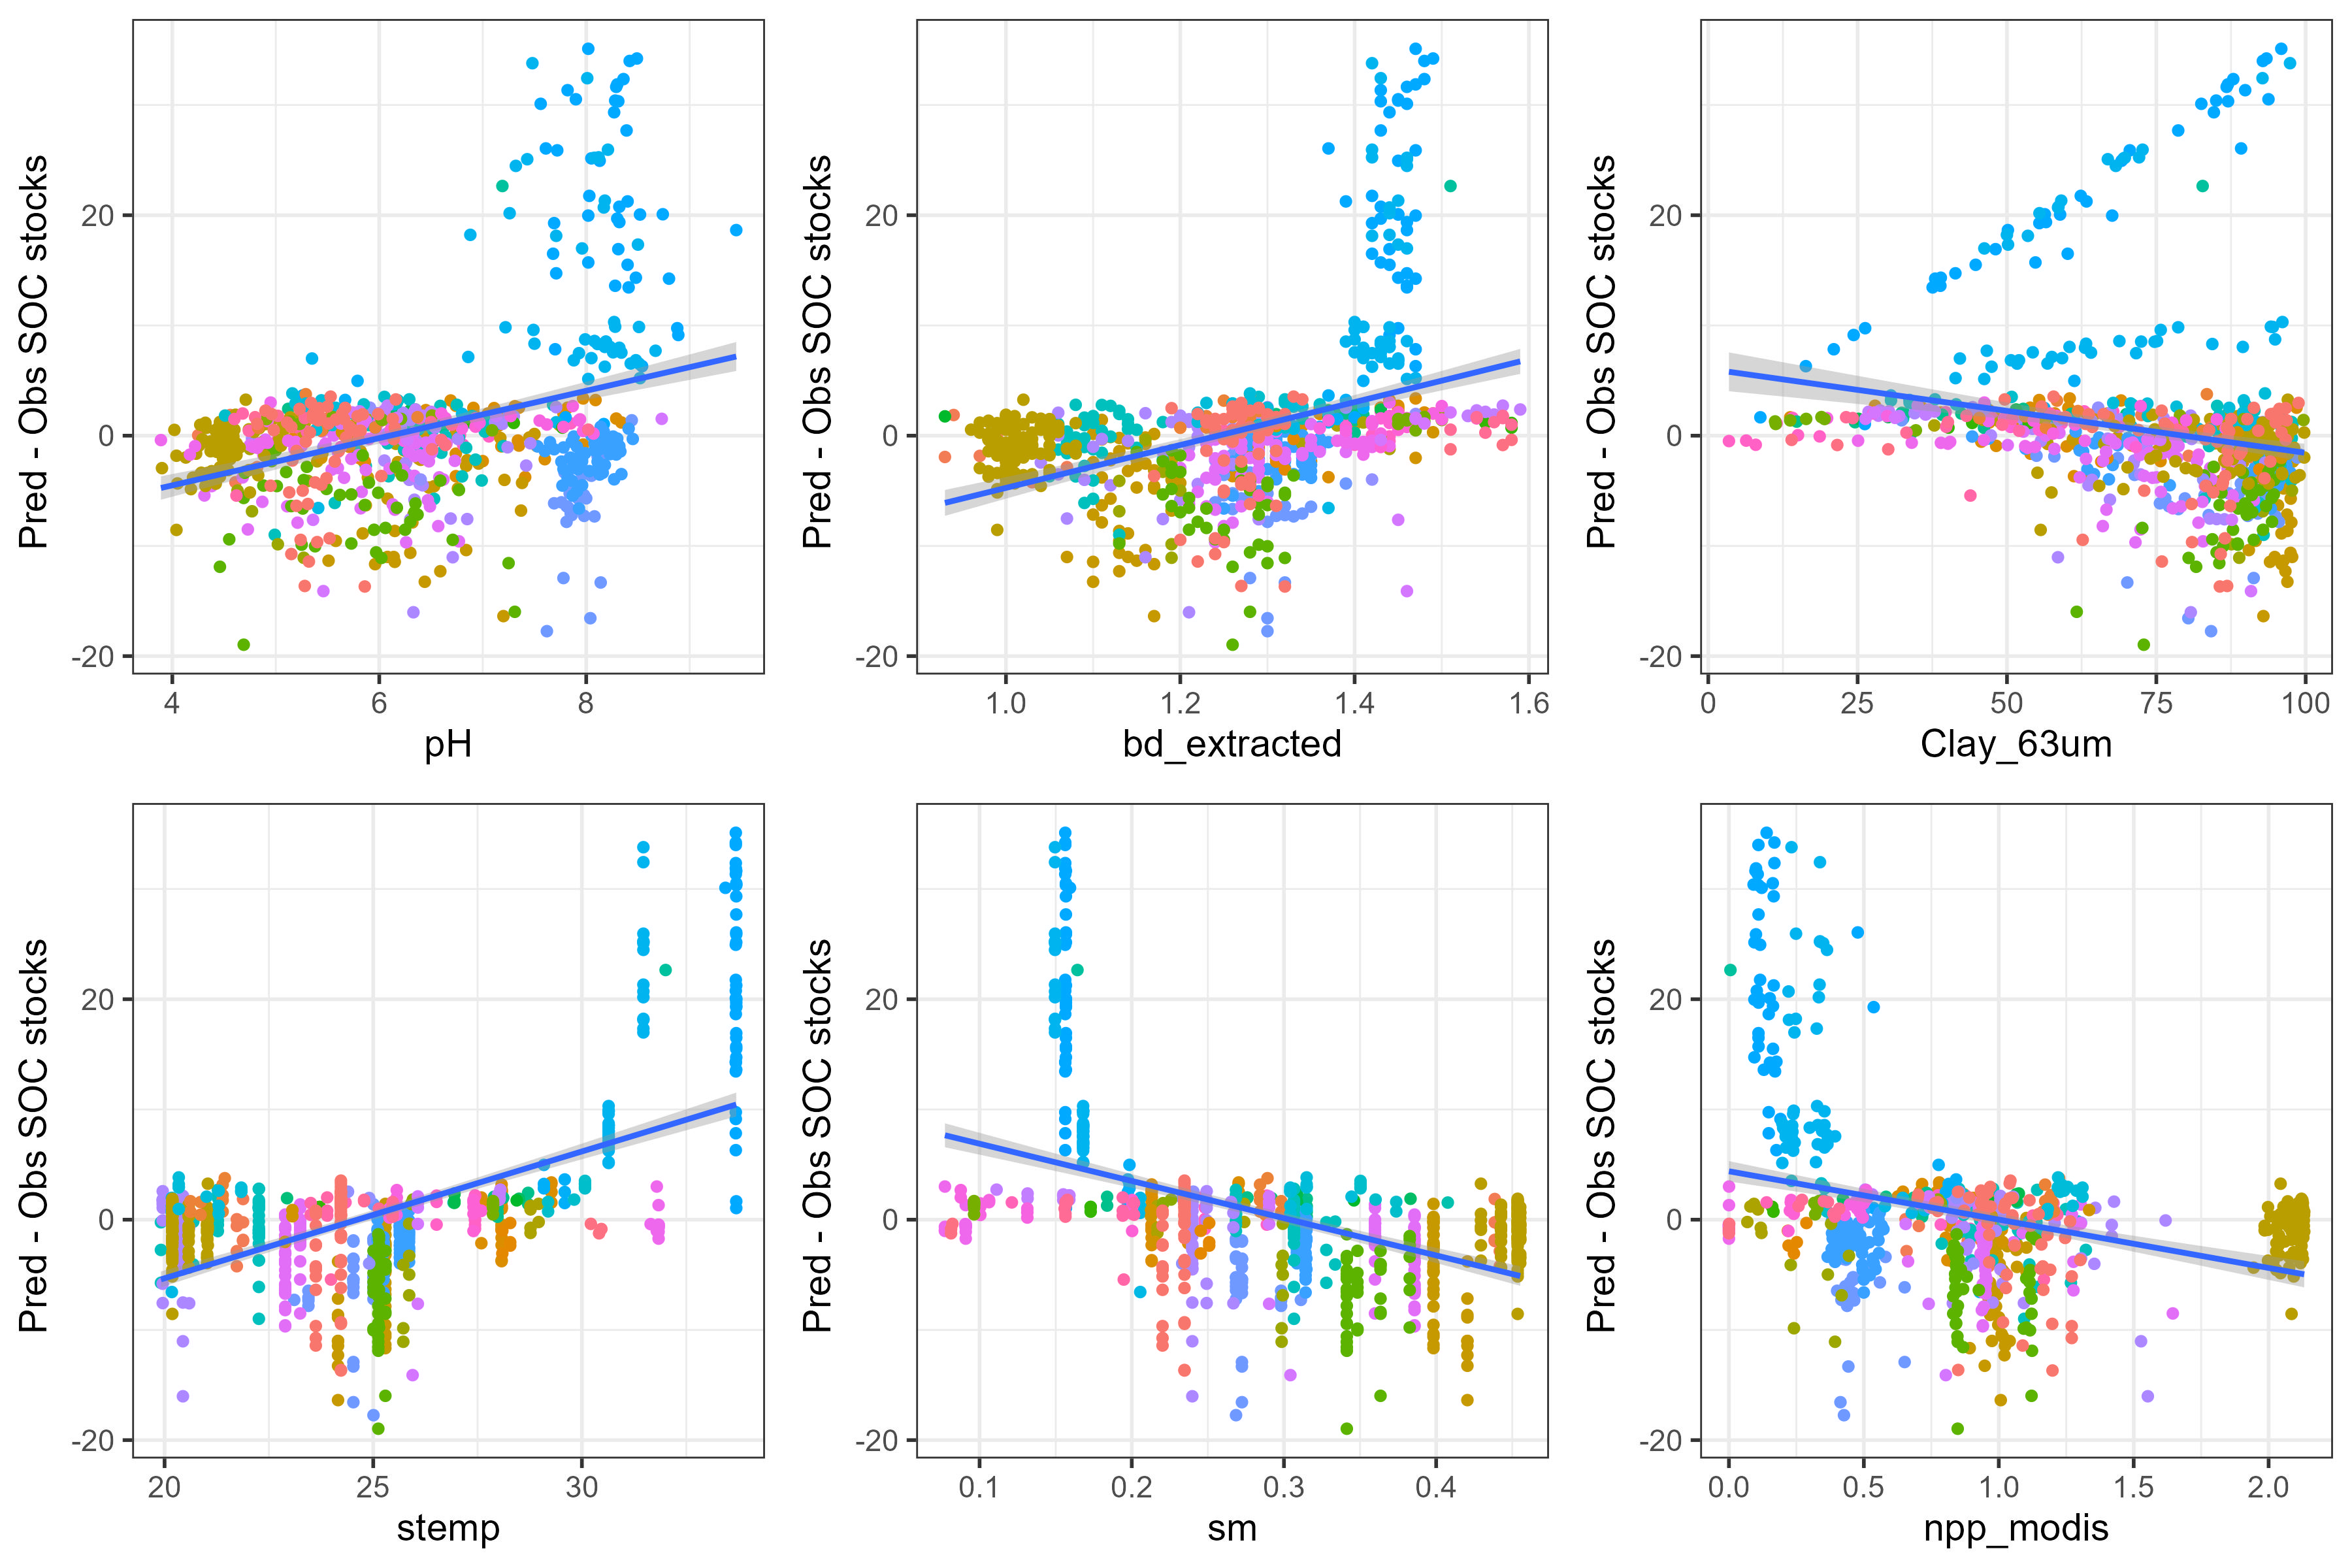 Pred - Obs SOC stocks
20
0
-20
4 6 8
pH
Pred - Obs SOC stocks
20
0
-20
1.0 1.2 1.4 1.6
bd_extracted
Pred - Obs SOC stocks
20
0
-20
0 25 50 75 100
Clay_63um
Pred - Obs SOC stocks
20
0
-20
20 25 30
stemp
Pred - Obs SOC stocks
20
0
-20
0.1 0.2 0.3 0.4
sm
Pred - Obs SOC stocks
20
0
-20
0.0 0.5 1.0 1.5 2.0
npp_modis